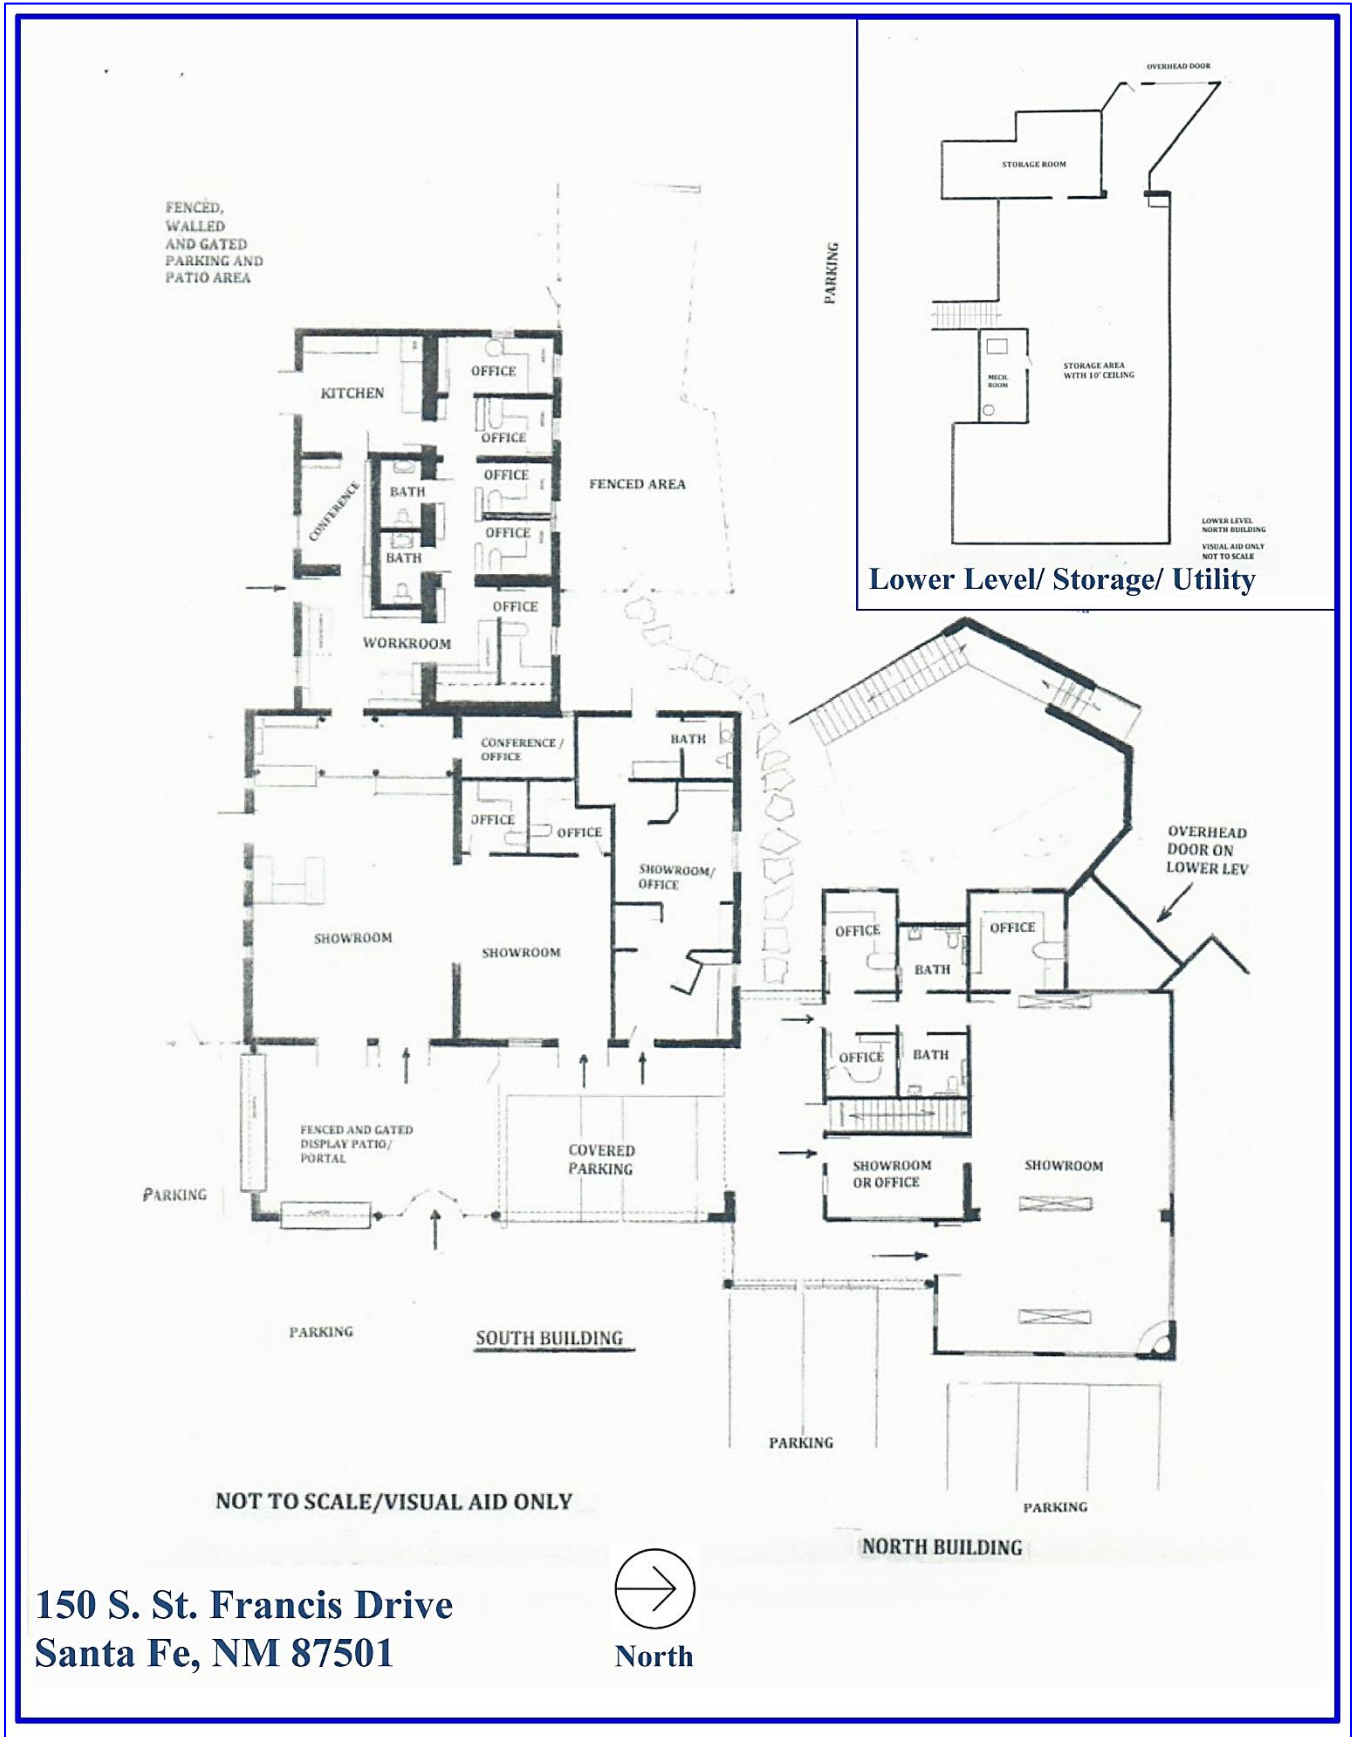 OVERHEAD DOOR
STORAGE ROOM
MECH.
ROOM
STORAGE AREA
WITH 10' CEILING
LOWER LEVEL
NORTH BUILDING
VISUAL AID ONLY
NOT TO SCALE
Lower Level/ Storage/ Utility
FENCED,
WALLED
AND GATED
PARKING AND
PATIO AREA
PARKING
KITCHEN
OFFICE
OFFICE
OFFICE
OFFICE
OFFICE
CONFERENCE
BATH
BATH
WORKROOM
FENCED AREA
CONFERENCE /
OFFICE
BATH
OFFICE
OFFICE
SHOWROOM/
OFFICE
SHOWROOM
SHOWROOM
OVERHEAD
DOOR ON
LOWER LEV
OFFICE
BATH
OFFICE
OFFICE
BATH
SHOWROOM
OR OFFICE
SHOWROOM
FENCED AND GATED
DISPLAY PATIO/
PORTAL
COVERED
PARKING
PARKING
PARKING
SOUTH BUILDING
PARKING
PARKING
NOT TO SCALE/VISUAL AID ONLY
NORTH BUILDING
150 S. St. Francis Drive
Santa Fe, NM 87501
North